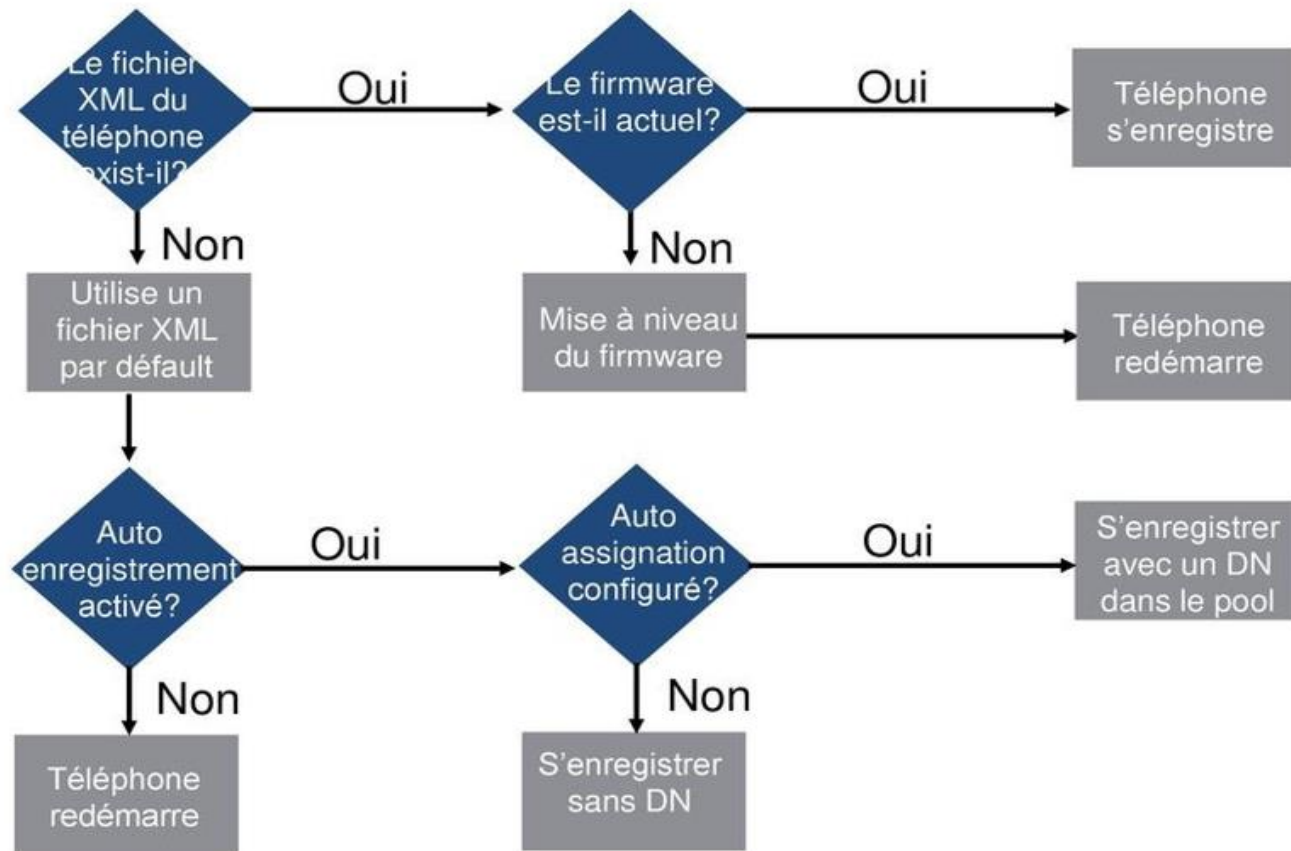 Le fichier
XML du
téléphone
exist-il?
Oui
Le firmware
est-il actuel?
Oui
Téléphone
s'enregistre
Non
Non
Utilise un
fichier XML
par défault
Mise à niveau
du firmware
Téléphone
redémarre
Auto
enregistrement
activé?
Oui
Auto
assignation
configuré?
Oui
S'enregistrer
avec un DN
dans le pool
Non
Non
Téléphone
redémarre
S'enregistrer
sans DN